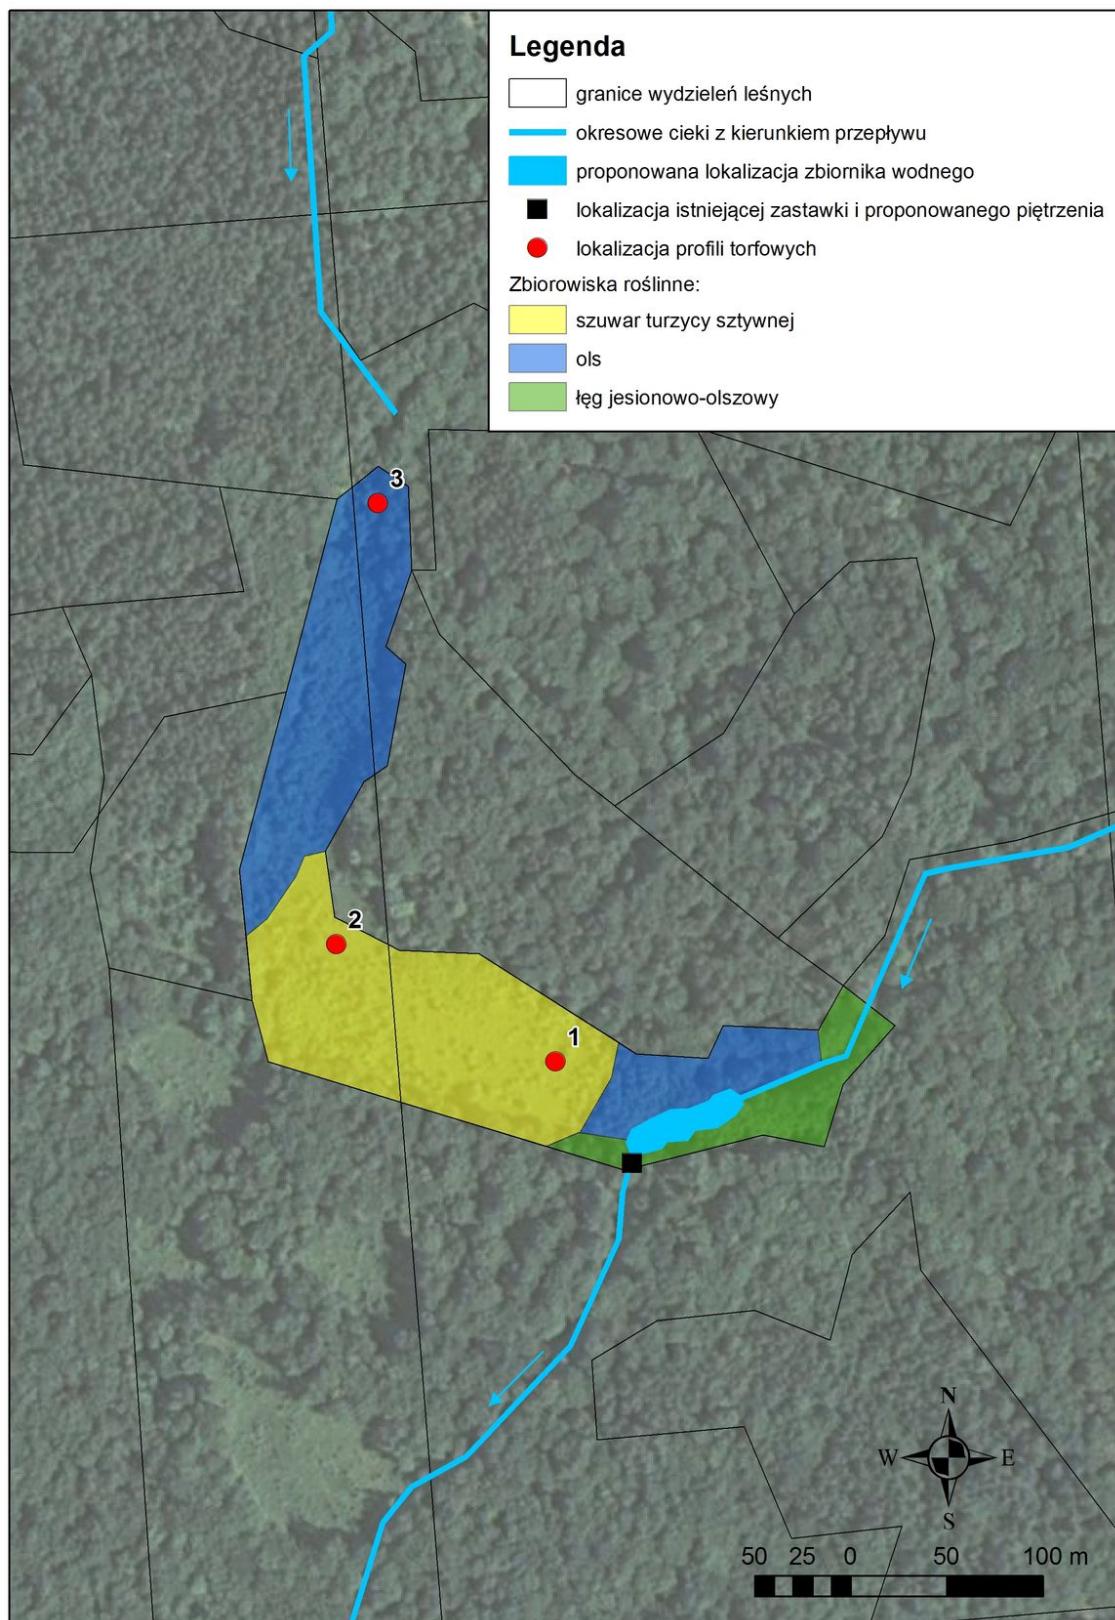 Legenda
granice wydzieleń leśnych
okresowe cieki z kierunkiem przepływu
proponowana lokalizacja zbiornika wodnego
lokalizacja istniejącej zastawki i proponowanego piętrzenia
lokalizacja profili torfowych
Zbiorowiska roślinne:
szuwar turzycy sztywnej
ols
łęg jesionowo-olszowy
3
2
1
N
W E
S
50 25 0 50 100 m